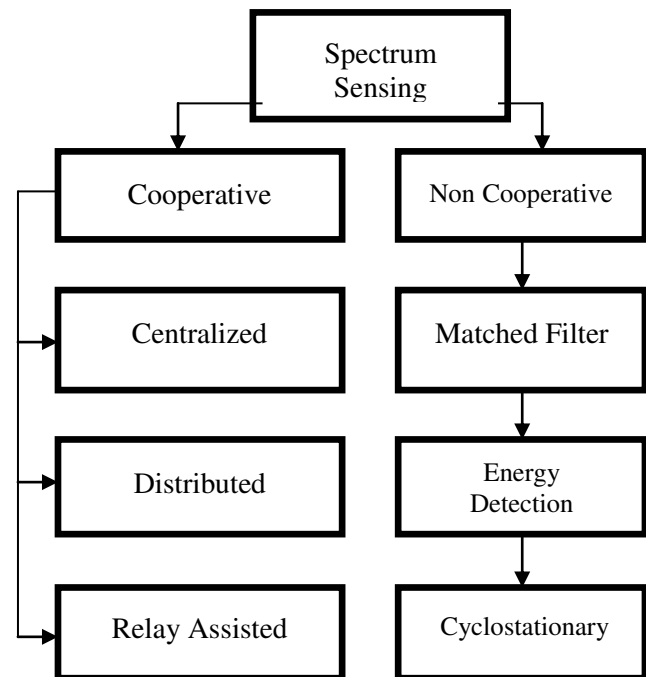 Spectrum
Sensing
Cooperative
Non Cooperative
Centralized
Matched Filter
Distributed
Energy
Detection
Relay Assisted
Cyclostationary